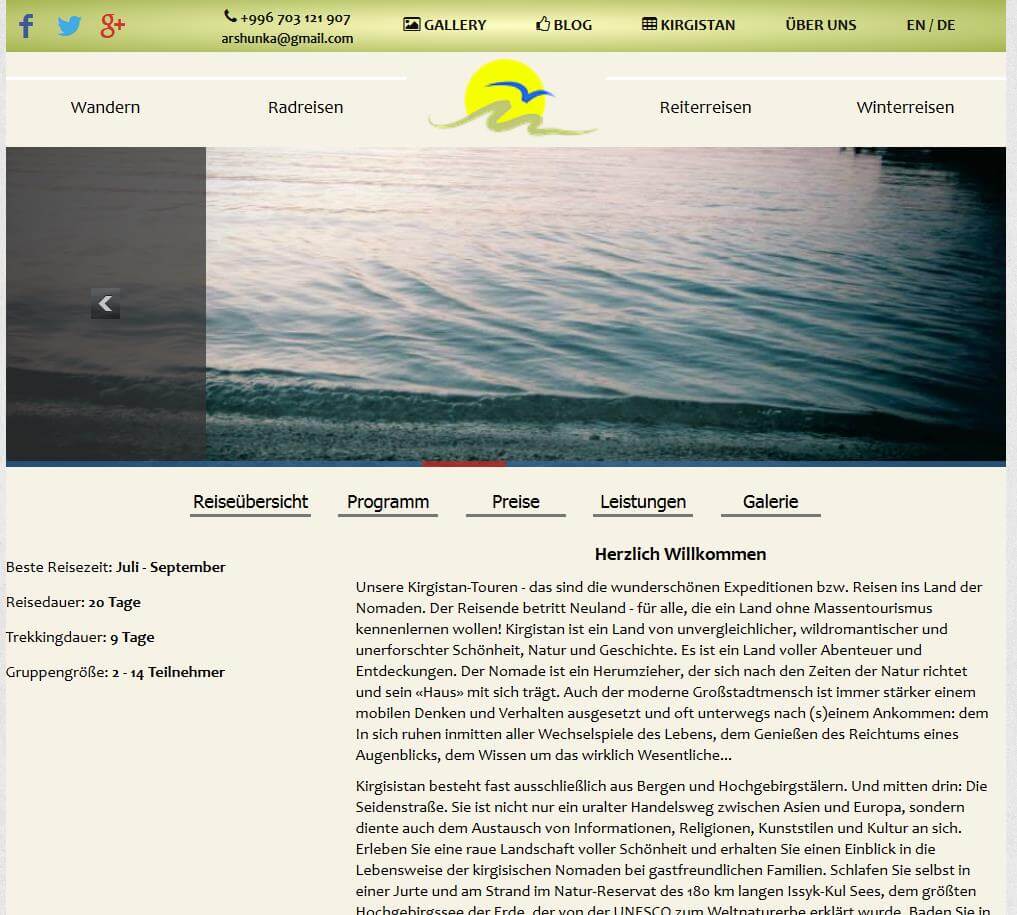 +996 703 121 907
arshunka@gmail.com
GALLERY
BLOG
KIRGISTAN
ÜBER UNS
EN / DE
Wandern
Radreisen
Reiterreisen
Winterreisen
Reiseübersicht
Programm
Preise
Leistungen
Galerie
Beste Reisezeit: Juli - September
Reisedauer: 20 Tage
Trekkingdauer: 9 Tage
Gruppengröße: 2 - 14 Teilnehmer
Herzlich Willkommen
Unsere Kirgistan-Touren - das sind die wunderschönen Expeditionen bzw. Reisen ins Land der
Nomaden. Der Reisende betritt Neuland - für alle, die ein Land ohne Massentourismus
kennenlernen wollen! Kirgistan ist ein Land von unvergleichlicher, wildromantischer und
unerforschter Schönheit, Natur und Geschichte. Es ist ein Land voller Abenteuer und
Entdeckungen. Der Nomade ist ein Herumzieher, der sich nach den Zeiten der Natur richtet
und sein «Haus» mit sich trägt. Auch der moderne Großstadtmensch ist immer stärker einem
mobilen Denken und Verhalten ausgesetzt und oft unterwegs nach (s)einem Ankommen: dem
In sich ruhen inmitten aller Wechselspiele des Lebens, dem Genießen des Reichtums eines
Augenblicks, dem Wissen um das wirklich Wesentliche...
Kirgisistan besteht fast ausschließlich aus Bergen und Hochgebirgstälern. Und mitten drin: Die
Seidenstraße. Sie ist nicht nur ein uralter Handelsweg zwischen Asien und Europa, sondern
diente auch dem Austausch von Informationen, Religionen, Kunststilen und Kultur an sich.
Erleben Sie eine raue Landschaft voller Schönheit und erhalten Sie einen Einblick in die
Lebensweise der kirgisischen Nomaden bei gastfreundlichen Familien. Schlafen Sie selbst in
einer Jurte und am Strand im Natur-Reservat des 180 km langen Issyk-Kul Sees, dem größten
Hochgebirgssee der Erde, der von der UNESCO zum Weltnaturerbe erklärt wurde. Baden Sie in